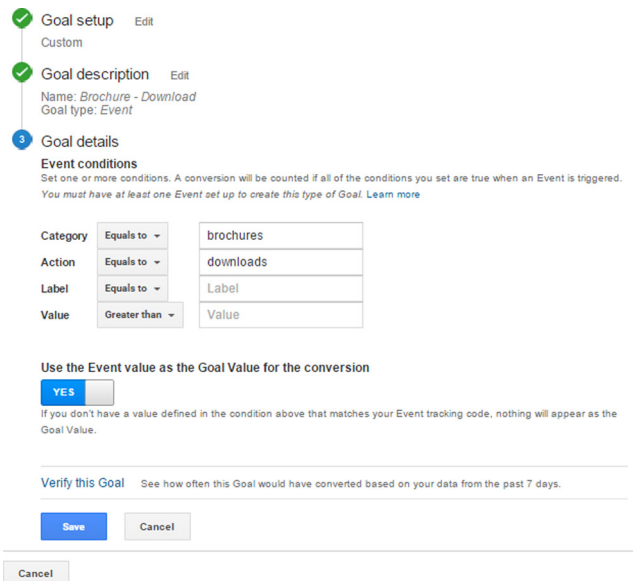 Goal setup Edit
Custom
Goal description Edit
Name: Brochure - Download
Goal type: Event
3 Goal details
Event conditions
Set one or more conditions. A conversion will be counted if all of the conditions you set are true when an Event is triggered.
You must have at least one Event set up to create this type of Goal. Learn more
Category Equals to brochures
Action Equals to downloads
Label Equals to Label
Value Greater than Value
Use the Event value as the Goal Value for the conversion
YES
If you don't have a value defined in the condition above that matches your Event tracking code, nothing will appear as the
Goal Value.
Verify this Goal See how often this Goal would have converted based on your data from the past 7 days.
Save Cancel
Cancel